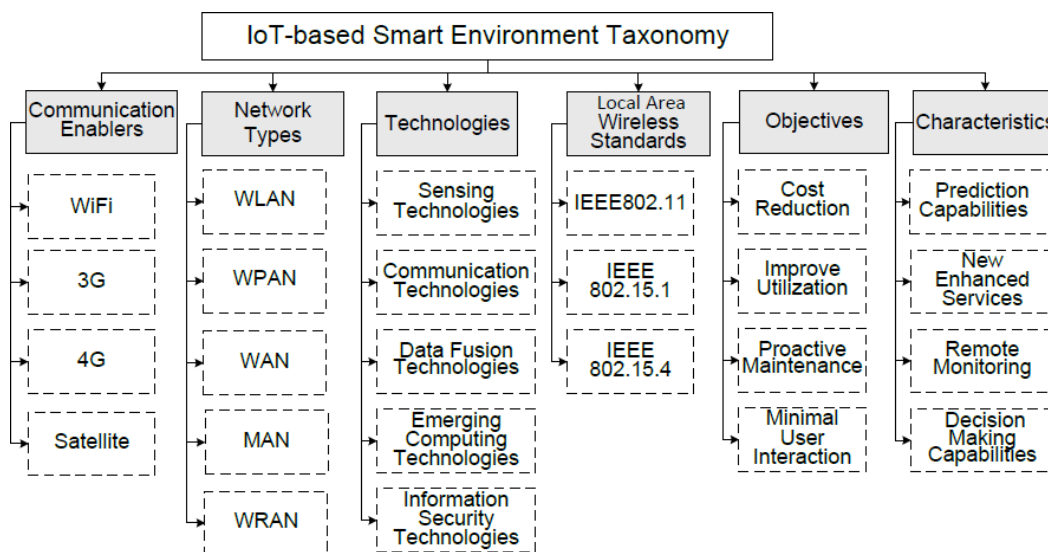 IoT-based Smart Environment Taxonomy
Communication
Enablers
WiFi
3G
4G
Satellite
Network
Types
WLAN
WPAN
WAN
MAN
WRAN
Technologies
Sensing
Technologies
Communication
Technologies
Data Fusion
Technologies
Emerging
Computing
Technologies
Information
Security
Technologies
Local Area
Wireless
Standards
IEEE802.11
IEEE
802.15.1
IEEE
802.15.4
Objectives
Cost
Reduction
Improve
Utilization
Proactive
Maintenance
Minimal
User
Interaction
Characteristics
Prediction
Capabilities
New
Enhanced
Services
Remote
Monitoring
Decision
Making
Capabilities